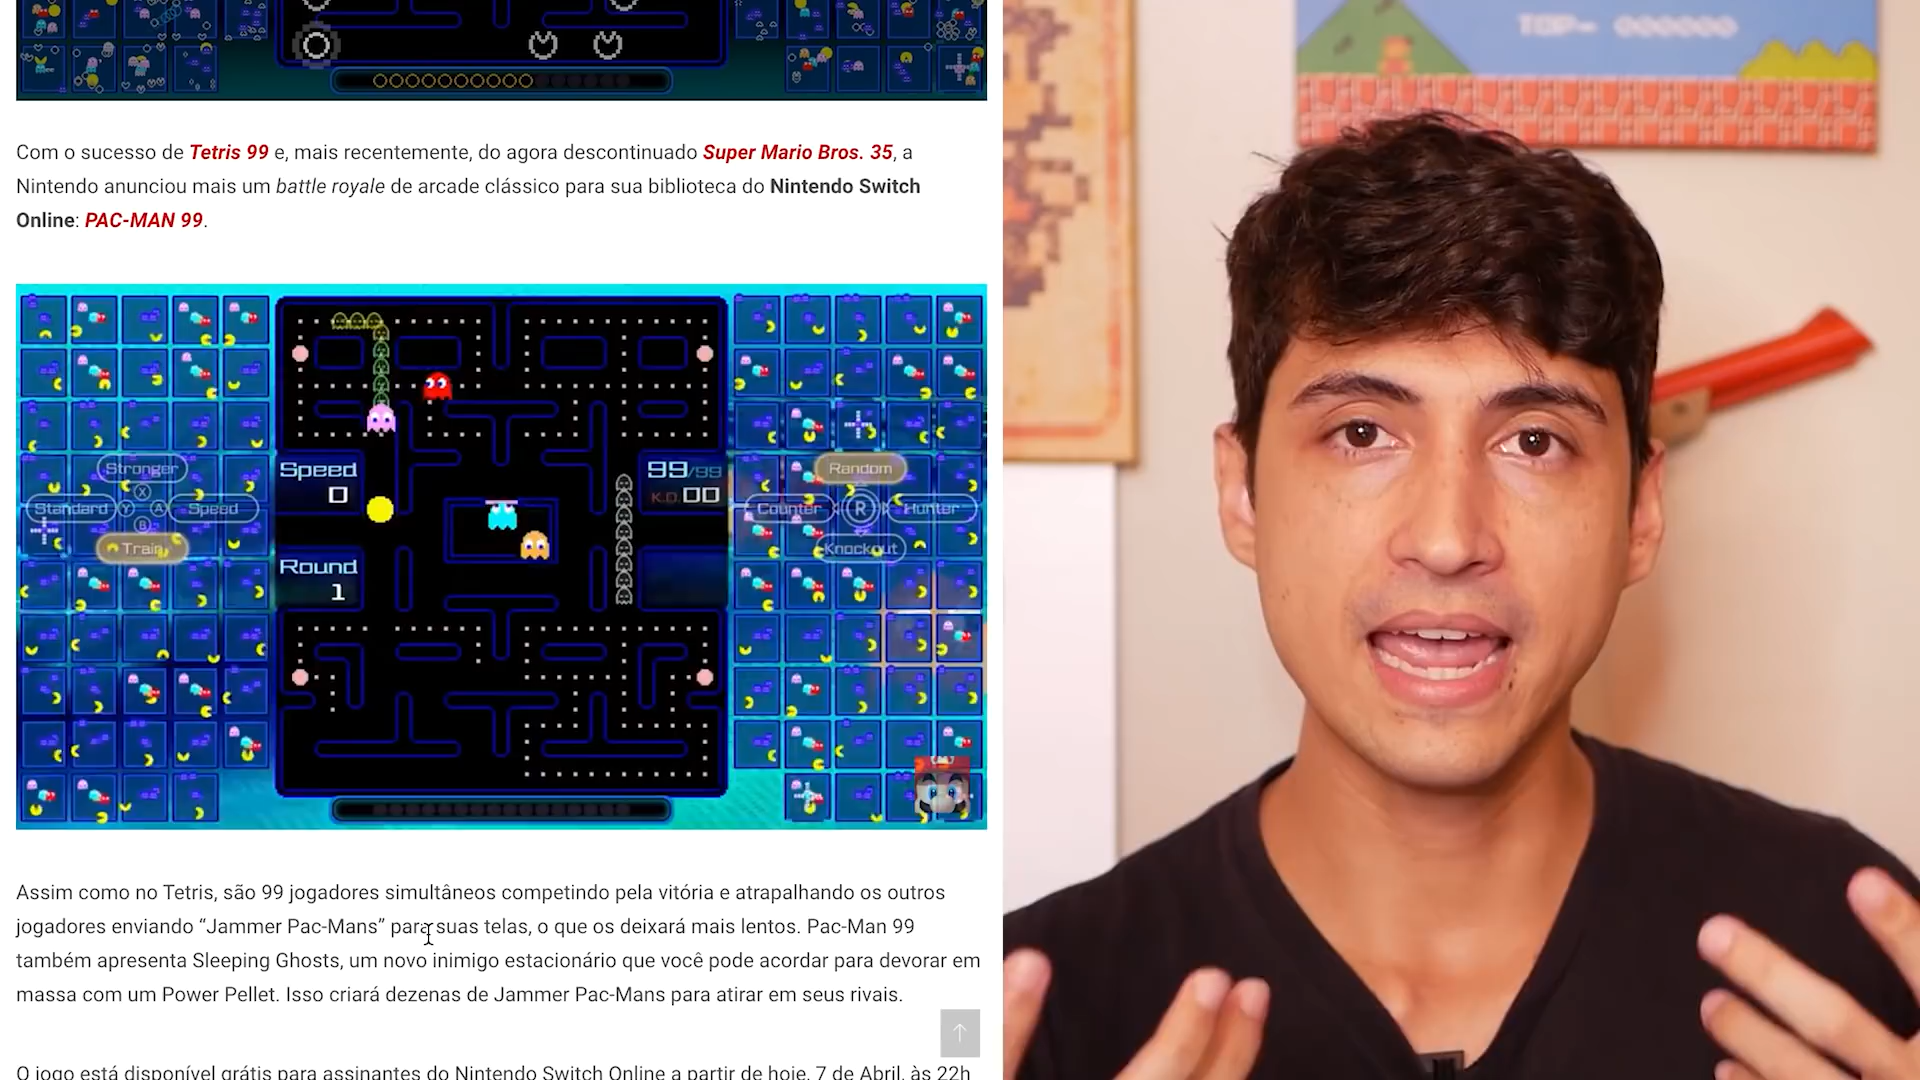 TOP- 000000
Com o sucesso de Tetris 99 e, mais recentemente, do agora descontinuado Super Mario Bros. 35, a
Nintendo anunciou mais um battle royale de arcade clássico para sua biblioteca do Nintendo Switch
Online: PAC-MAN 99.
Speed
0
99/99
K.O. 00
Round
1
Stronger
X
Standard Y A Speed
B
Train
Random
Counter R Hunter
Knockout
Assim como no Tetris, são 99 jogadores simultâneos competindo pela vitória e atrapalhando os outros
jogadores enviando “Jammer Pac-Mans” para suas telas, o que os deixará mais lentos. Pac-Man 99
também apresenta Sleeping Ghosts, um novo inimigo estacionário que você pode acordar para devorar em
massa com um Power Pellet. Isso criará dezenas de Jammer Pac-Mans para atirar em seus rivais.
O jogo está disponível grátis para assinantes do Nintendo Switch Online a partir de hoje, 7 de Abril, às 22h